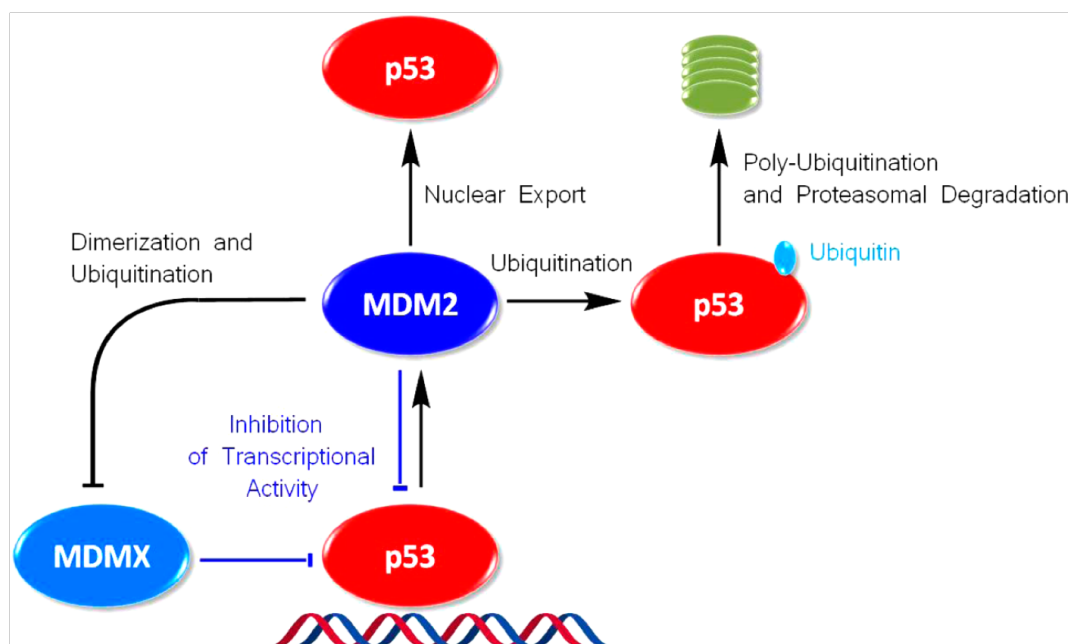 p53
Poly-Ubiquitination
and Proteasomal Degradation
Nuclear Export
Dimerization and
Ubiquitination
Ubiquitination
Ubiquitin
MDM2
p53
Inhibition
of Transcriptional
Activity
MDMX
p53